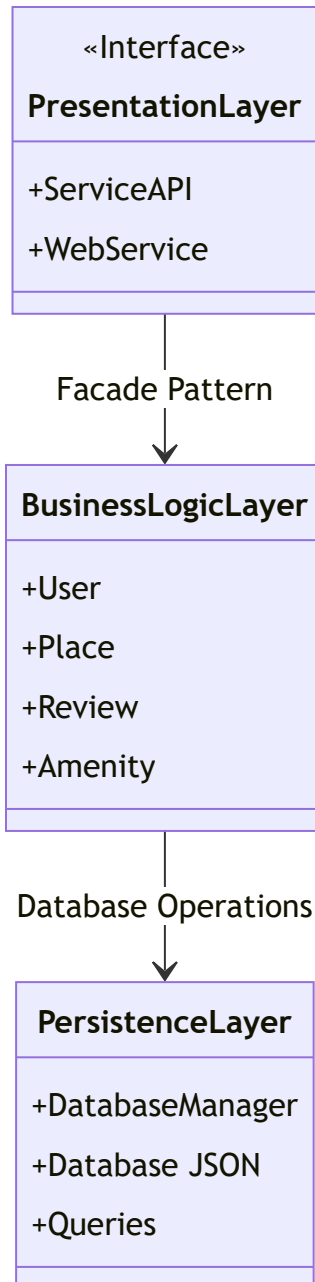 «Interface»
PresentationLayer
+ServiceAPI
+WebService
Facade Pattern
BusinessLogicLayer
+User
+Place
+Review
+Amenity
Database Operations
PersistenceLayer
+DatabaseManager
+Database JSON
+Queries